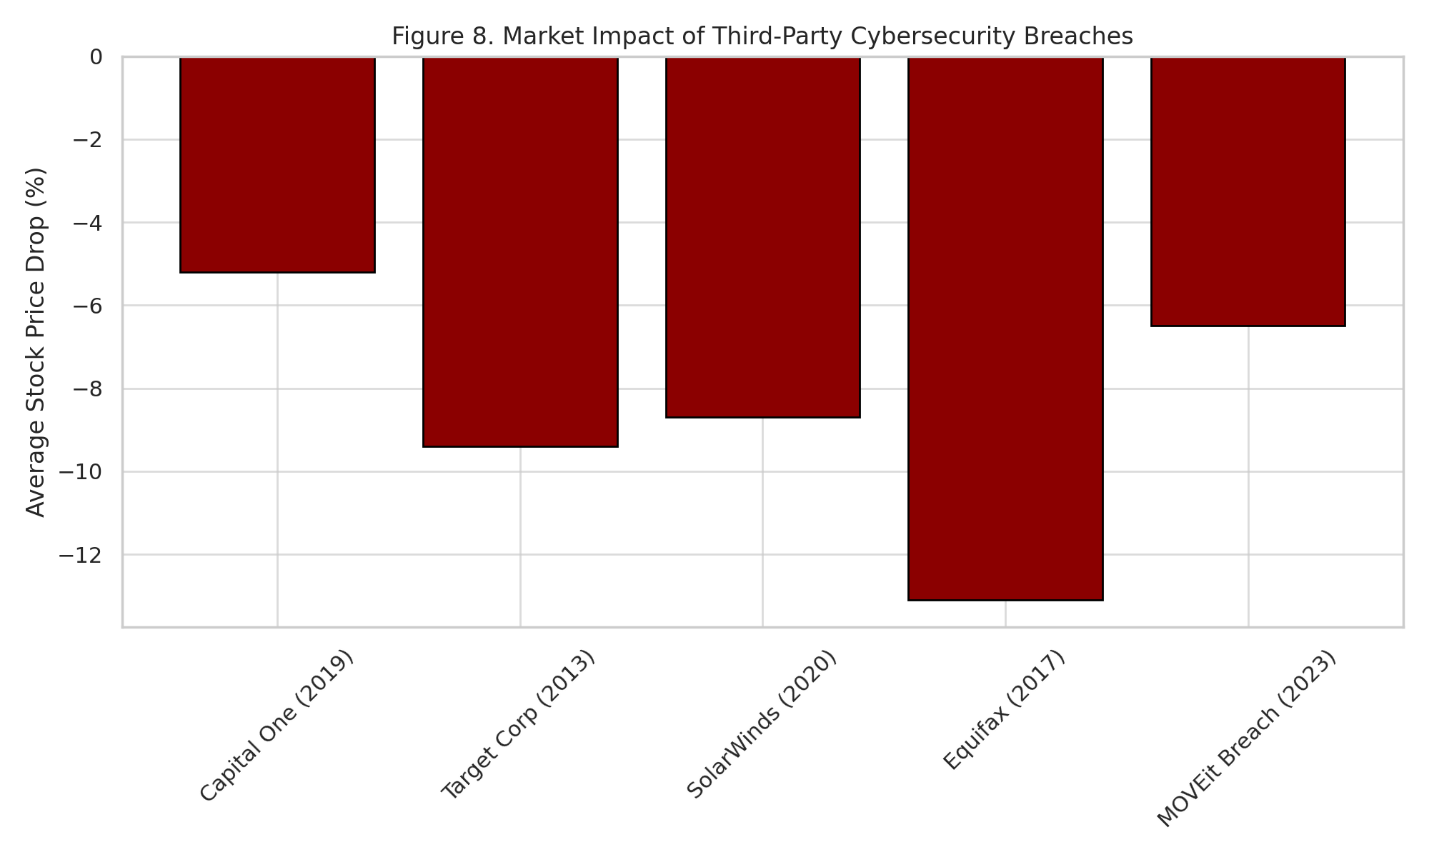 Figure 8. Market Impact of Third-Party Cybersecurity Breaches
Average Stock Price Drop (%)
0
−2
−4
−6
−8
−10
−12
Capital One (2019)
Target Corp (2013)
SolarWinds (2020)
Equifax (2017)
MOVEit Breach (2023)